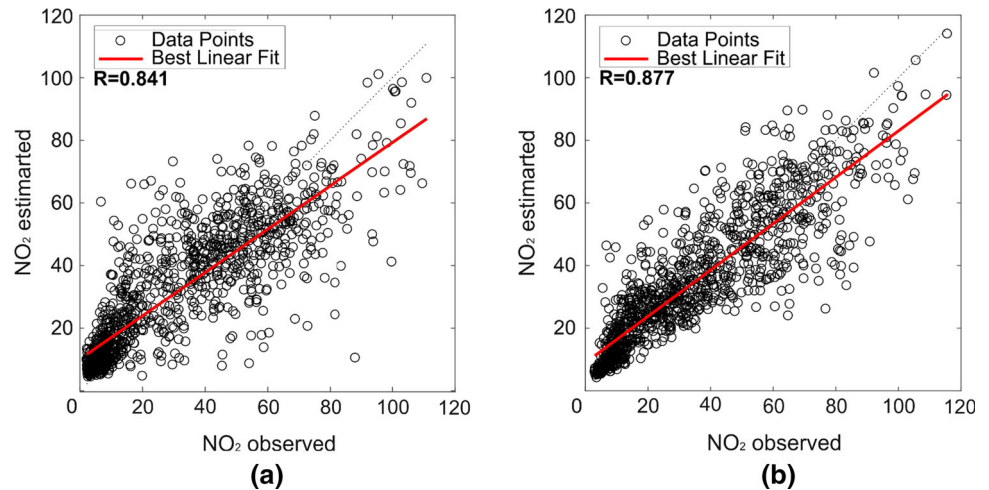 120
100
80
60
40
20
0 20 40 60 80 100 120
NO₂ estimarted
NO₂ observed
Data Points
Best Linear Fit
R=0.841
(a)
120
100
80
60
40
20
0 20 40 60 80 100 120
NO₂ estimarted
NO₂ observed
Data Points
Best Linear Fit
R=0.877
(b)